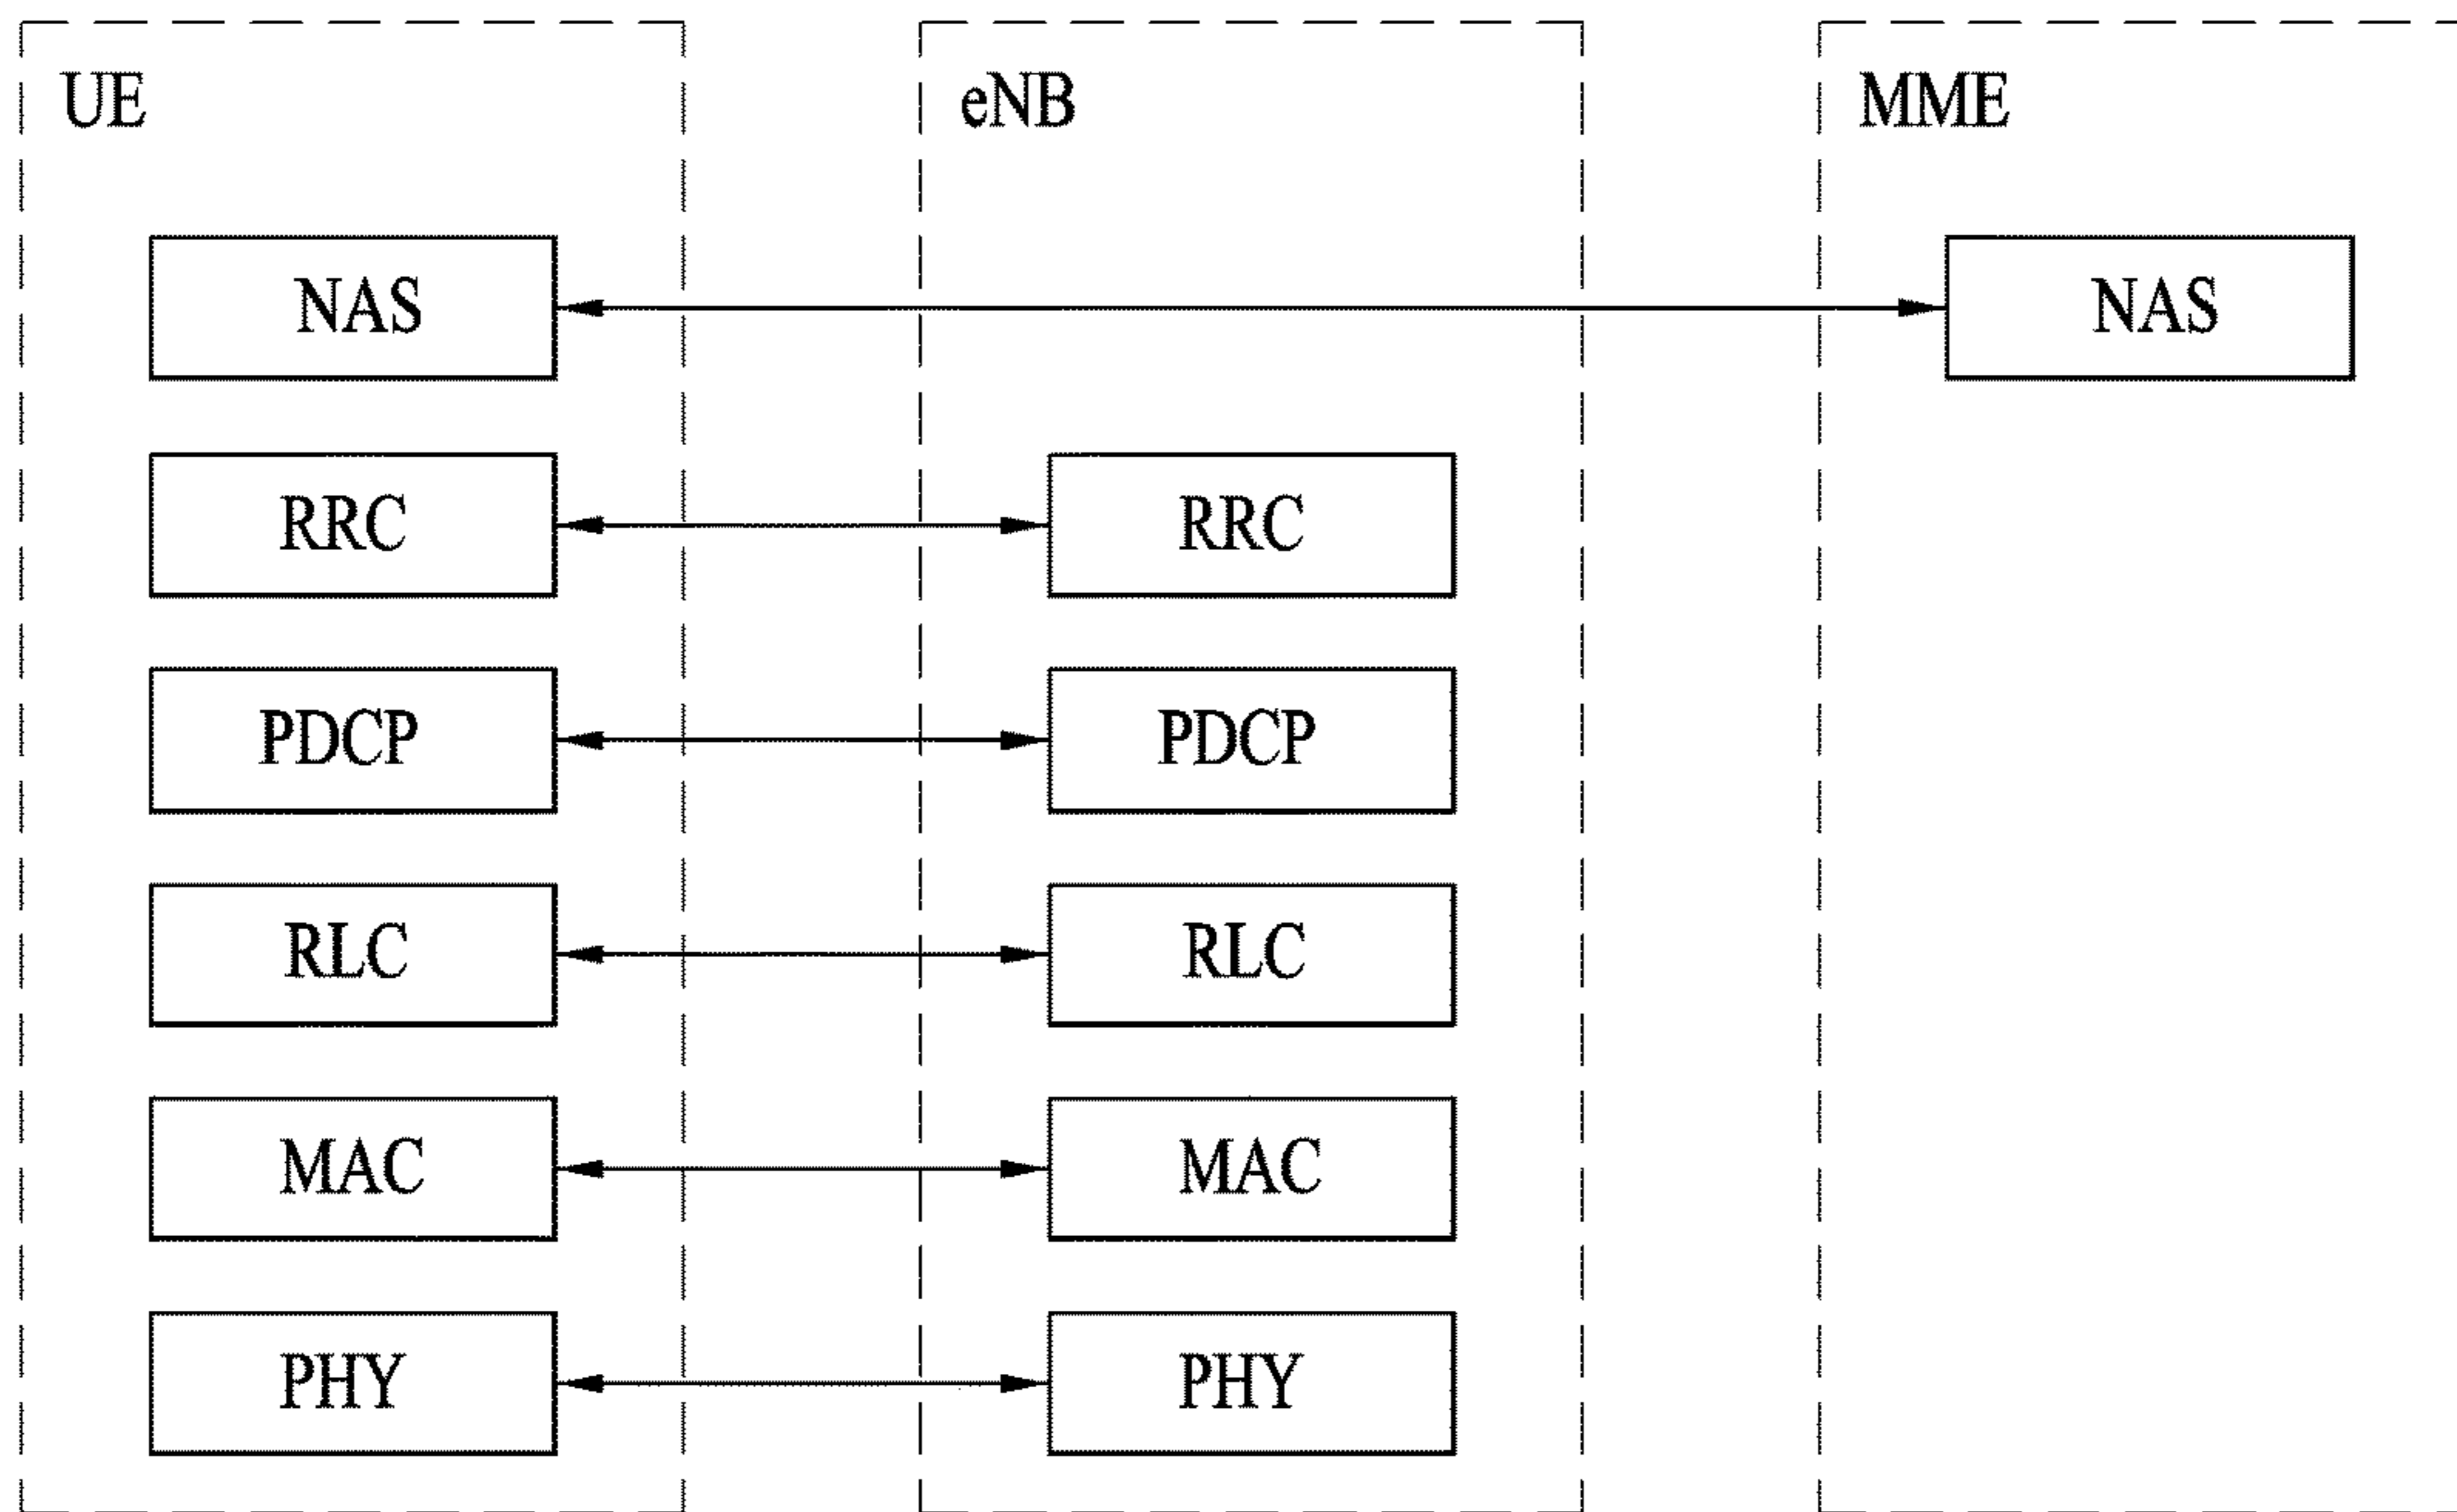 UE
eNB
MME
NAS
NAS
RRC
RRC
PDCP
PDCP
RLC
RLC
MAC
MAC
PHY
PHY